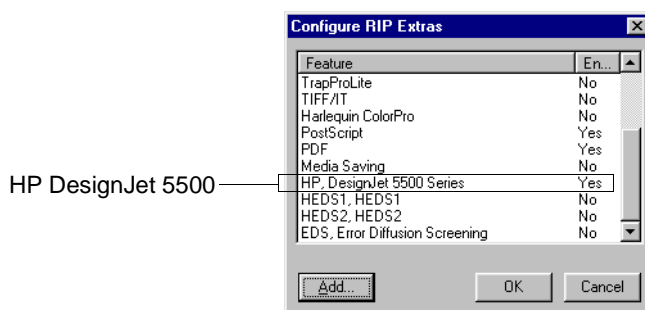 Configure RIP Extras
Feature En...
TrapProLite No
TIFF/IT No
Harlequin ColorPro No
PostScript Yes
PDF Yes
Media Saving No
HP DesignJet 5500
HP, DesignJet 5500 Series Yes
HEDS1, HEDS1 No
HEDS2, HEDS2 No
EDS, Error Diffusion Screening No
Add... OK Cancel